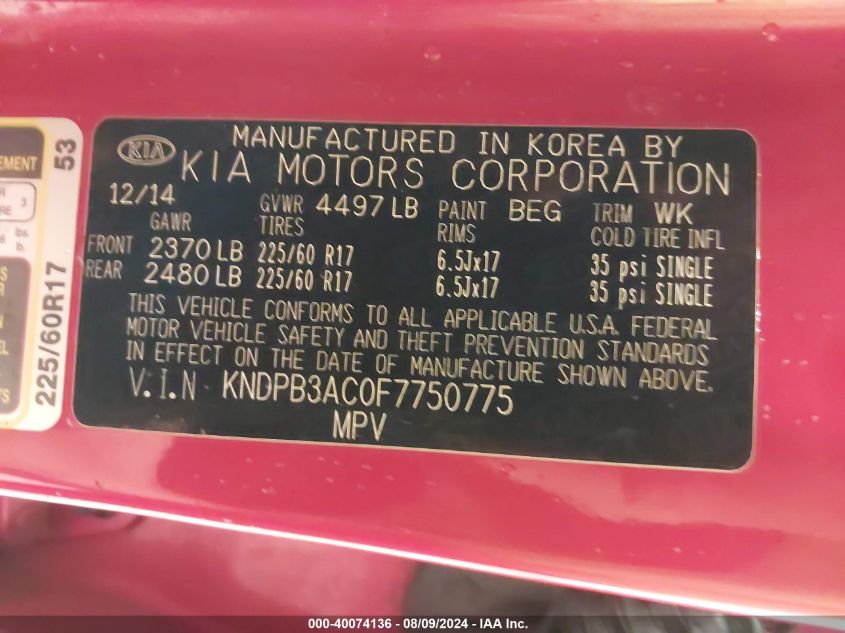 MANUFACTURED IN KOREA BY
KIA KIA MOTORS CORPORATION
12/14 GVWR 4497 LB PAINT BEG TRIM WK
GAWR TIRES RIMS COLD TIRE INFL
FRONT 2370 LB 225/60 R17 6.5Jx17 35 psi SINGLE
REAR 2480 LB 225/60 R17 6.5Jx17 35 psi SINGLE
THIS VEHICLE CONFORMS TO ALL APPLICABLE U.S.A. FEDERAL
MOTOR VEHICLE SAFETY AND THEFT PREVENTION STANDARDS
IN EFFECT ON THE DATE OF MANUFACTURE SHOWN ABOVE.
V.I.N KNDPB3AC0F7750775
MPV
53
225/60R17
3
lbs.
lb.
000-40074136 - 08/09/2024 - IAA Inc.